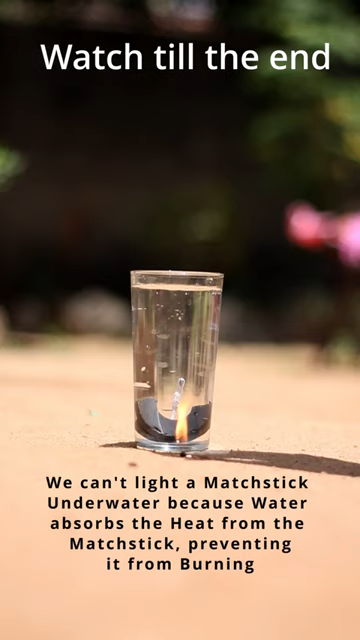 Watch till the end
We can't light a Matchstick
Underwater because Water
absorbs the Heat from the
Matchstick, preventing
it from Burning